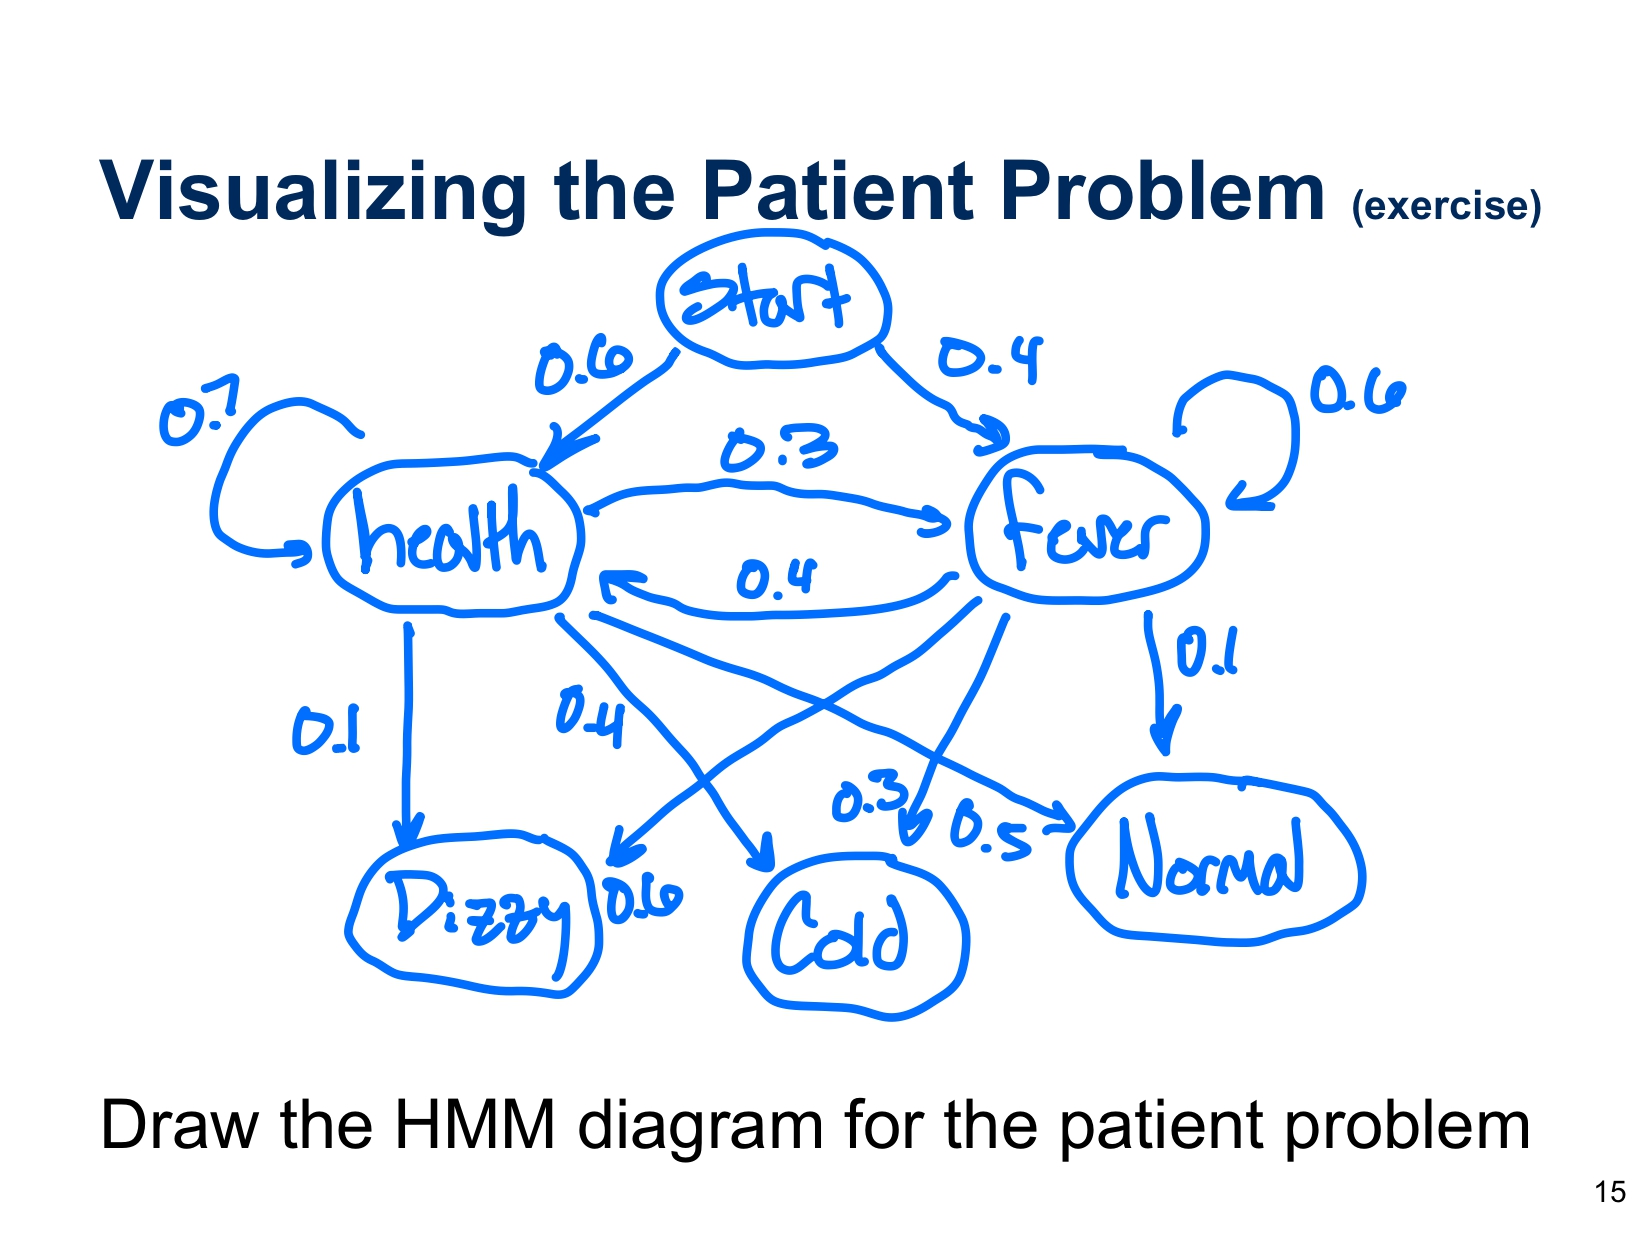 Visualizing the Patient Problem (exercise)
Start
0.6
0.4
0.7
0.6
0.3
health
fever
0.4
0.1
0.4
0.1
0.3
0.5
0.6
Dizzy
Cold
Normal
Draw the HMM diagram for the patient problem
15